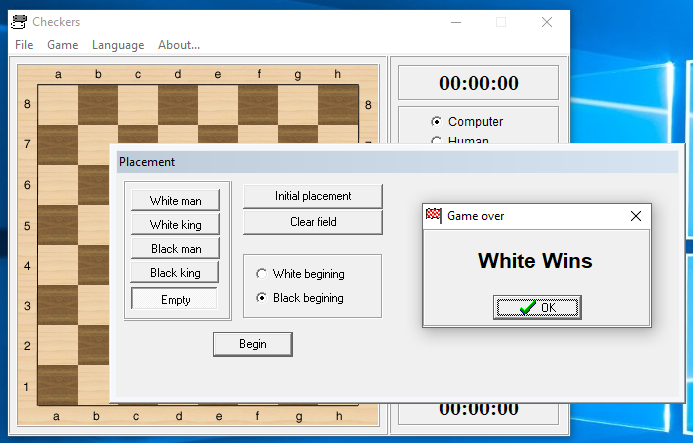 Checkers
File Game Language About...
a b c d e f g h
8 8
00:00:00
Computer
7
Human
Placement
6
5
4
3
2
1
White man
White king
Black man
Black king
Empty
Initial placement
Clear field
White begining
Black begining
Begin
Game over
White Wins
OK
a b c d e f g h
00:00:00